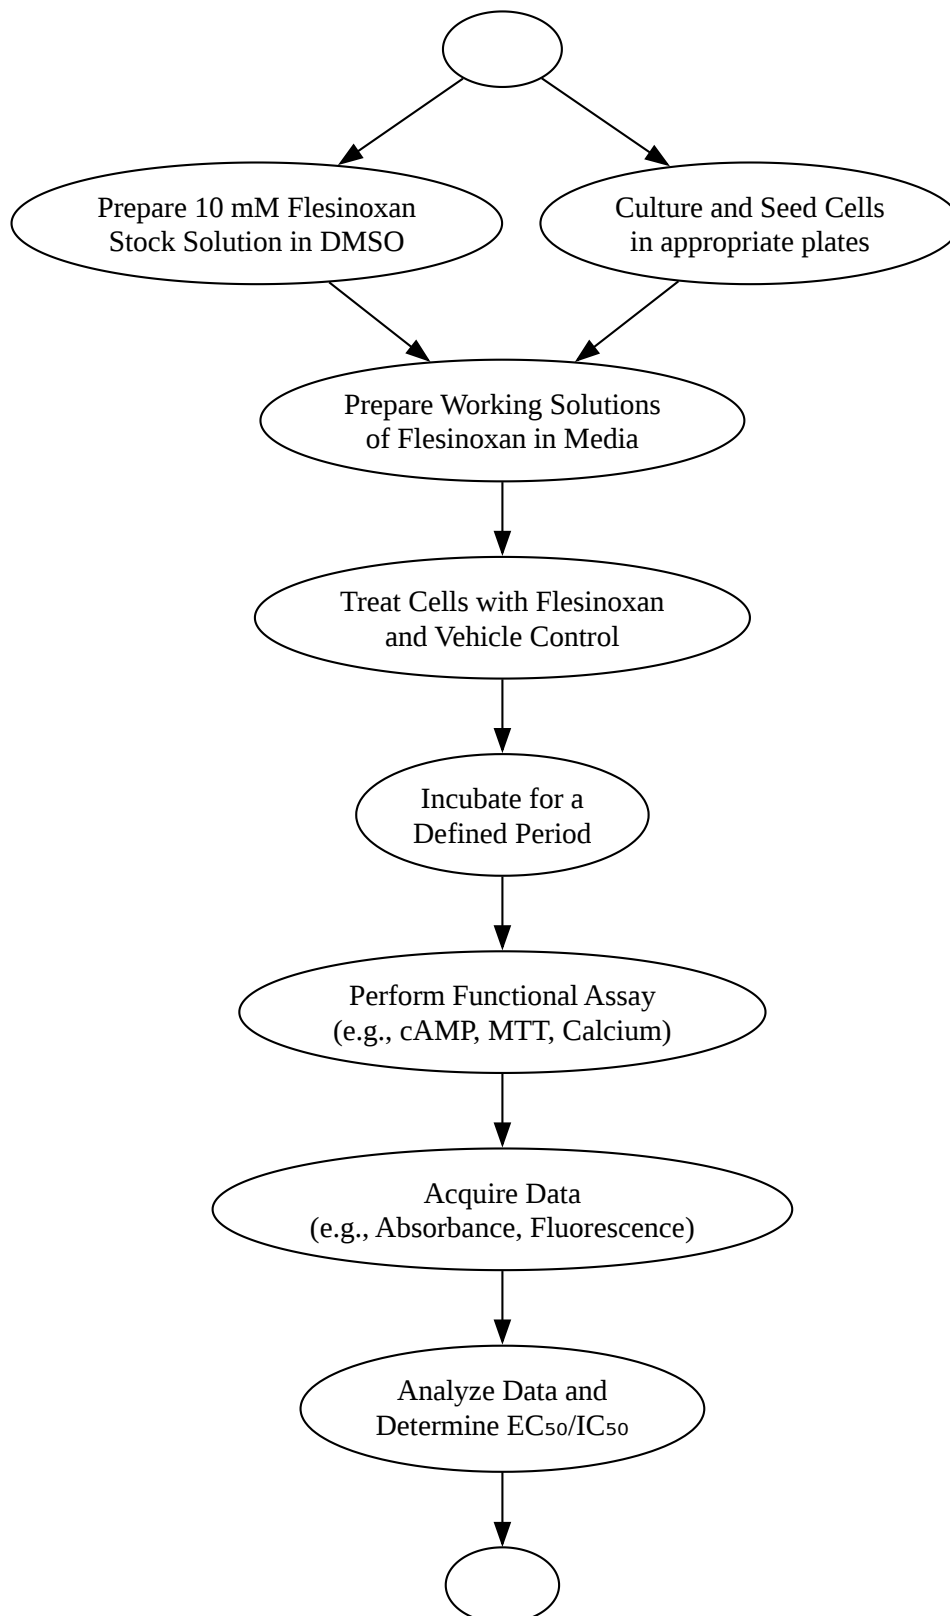 Prepare 10 mM Flesinoxan
Stock Solution in DMSO
Culture and Seed Cells
in appropriate plates
Prepare Working Solutions
of Flesinoxan in Media
Treat Cells with Flesinoxan
and Vehicle Control
Incubate for a
Defined Period
Perform Functional Assay
(e.g., cAMP, MTT, Calcium)
Acquire Data
(e.g., Absorbance, Fluorescence)
Analyze Data and
Determine EC₅₀/IC₅₀